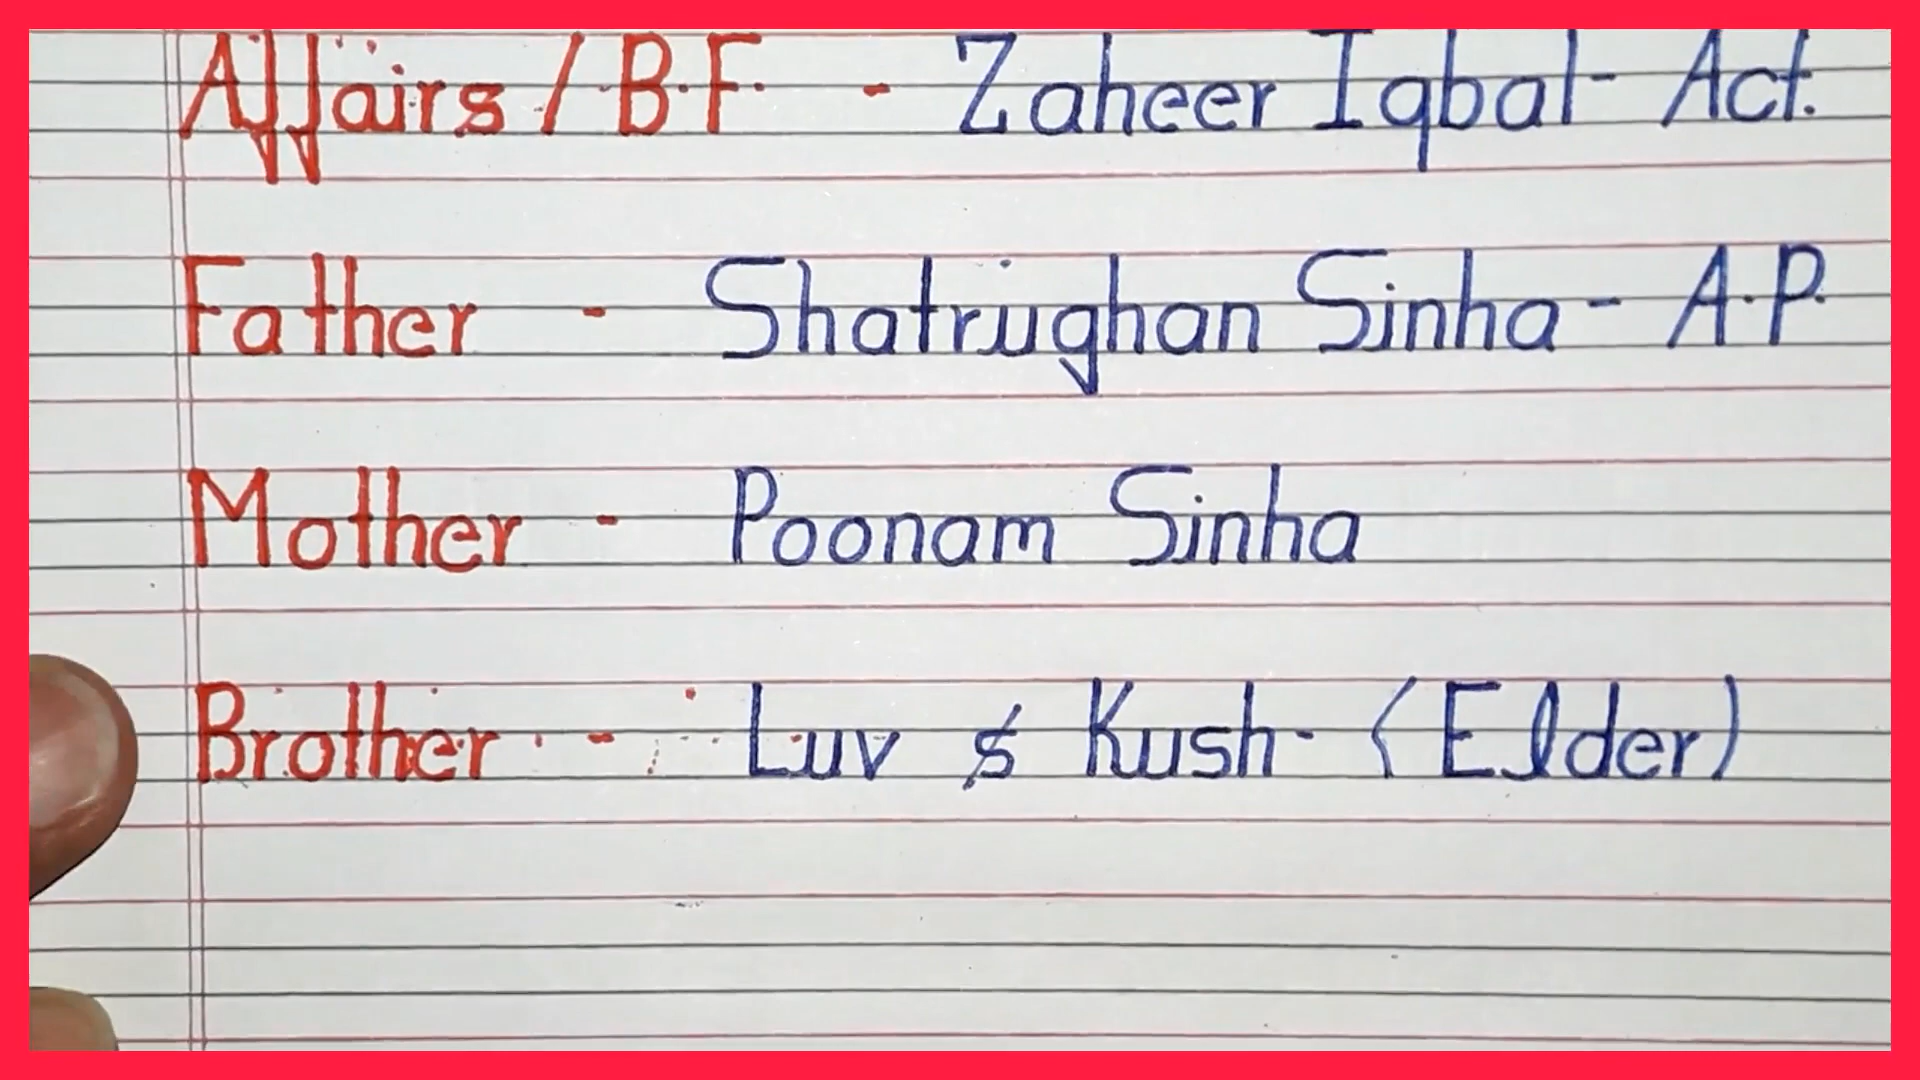 Affairs / B.F. - Zaheer Iqbal - Act.
Father - Shatrughan Sinha - A.P.
Mother - Poonam Sinha
Brother - Luv & Kush - (Elder)